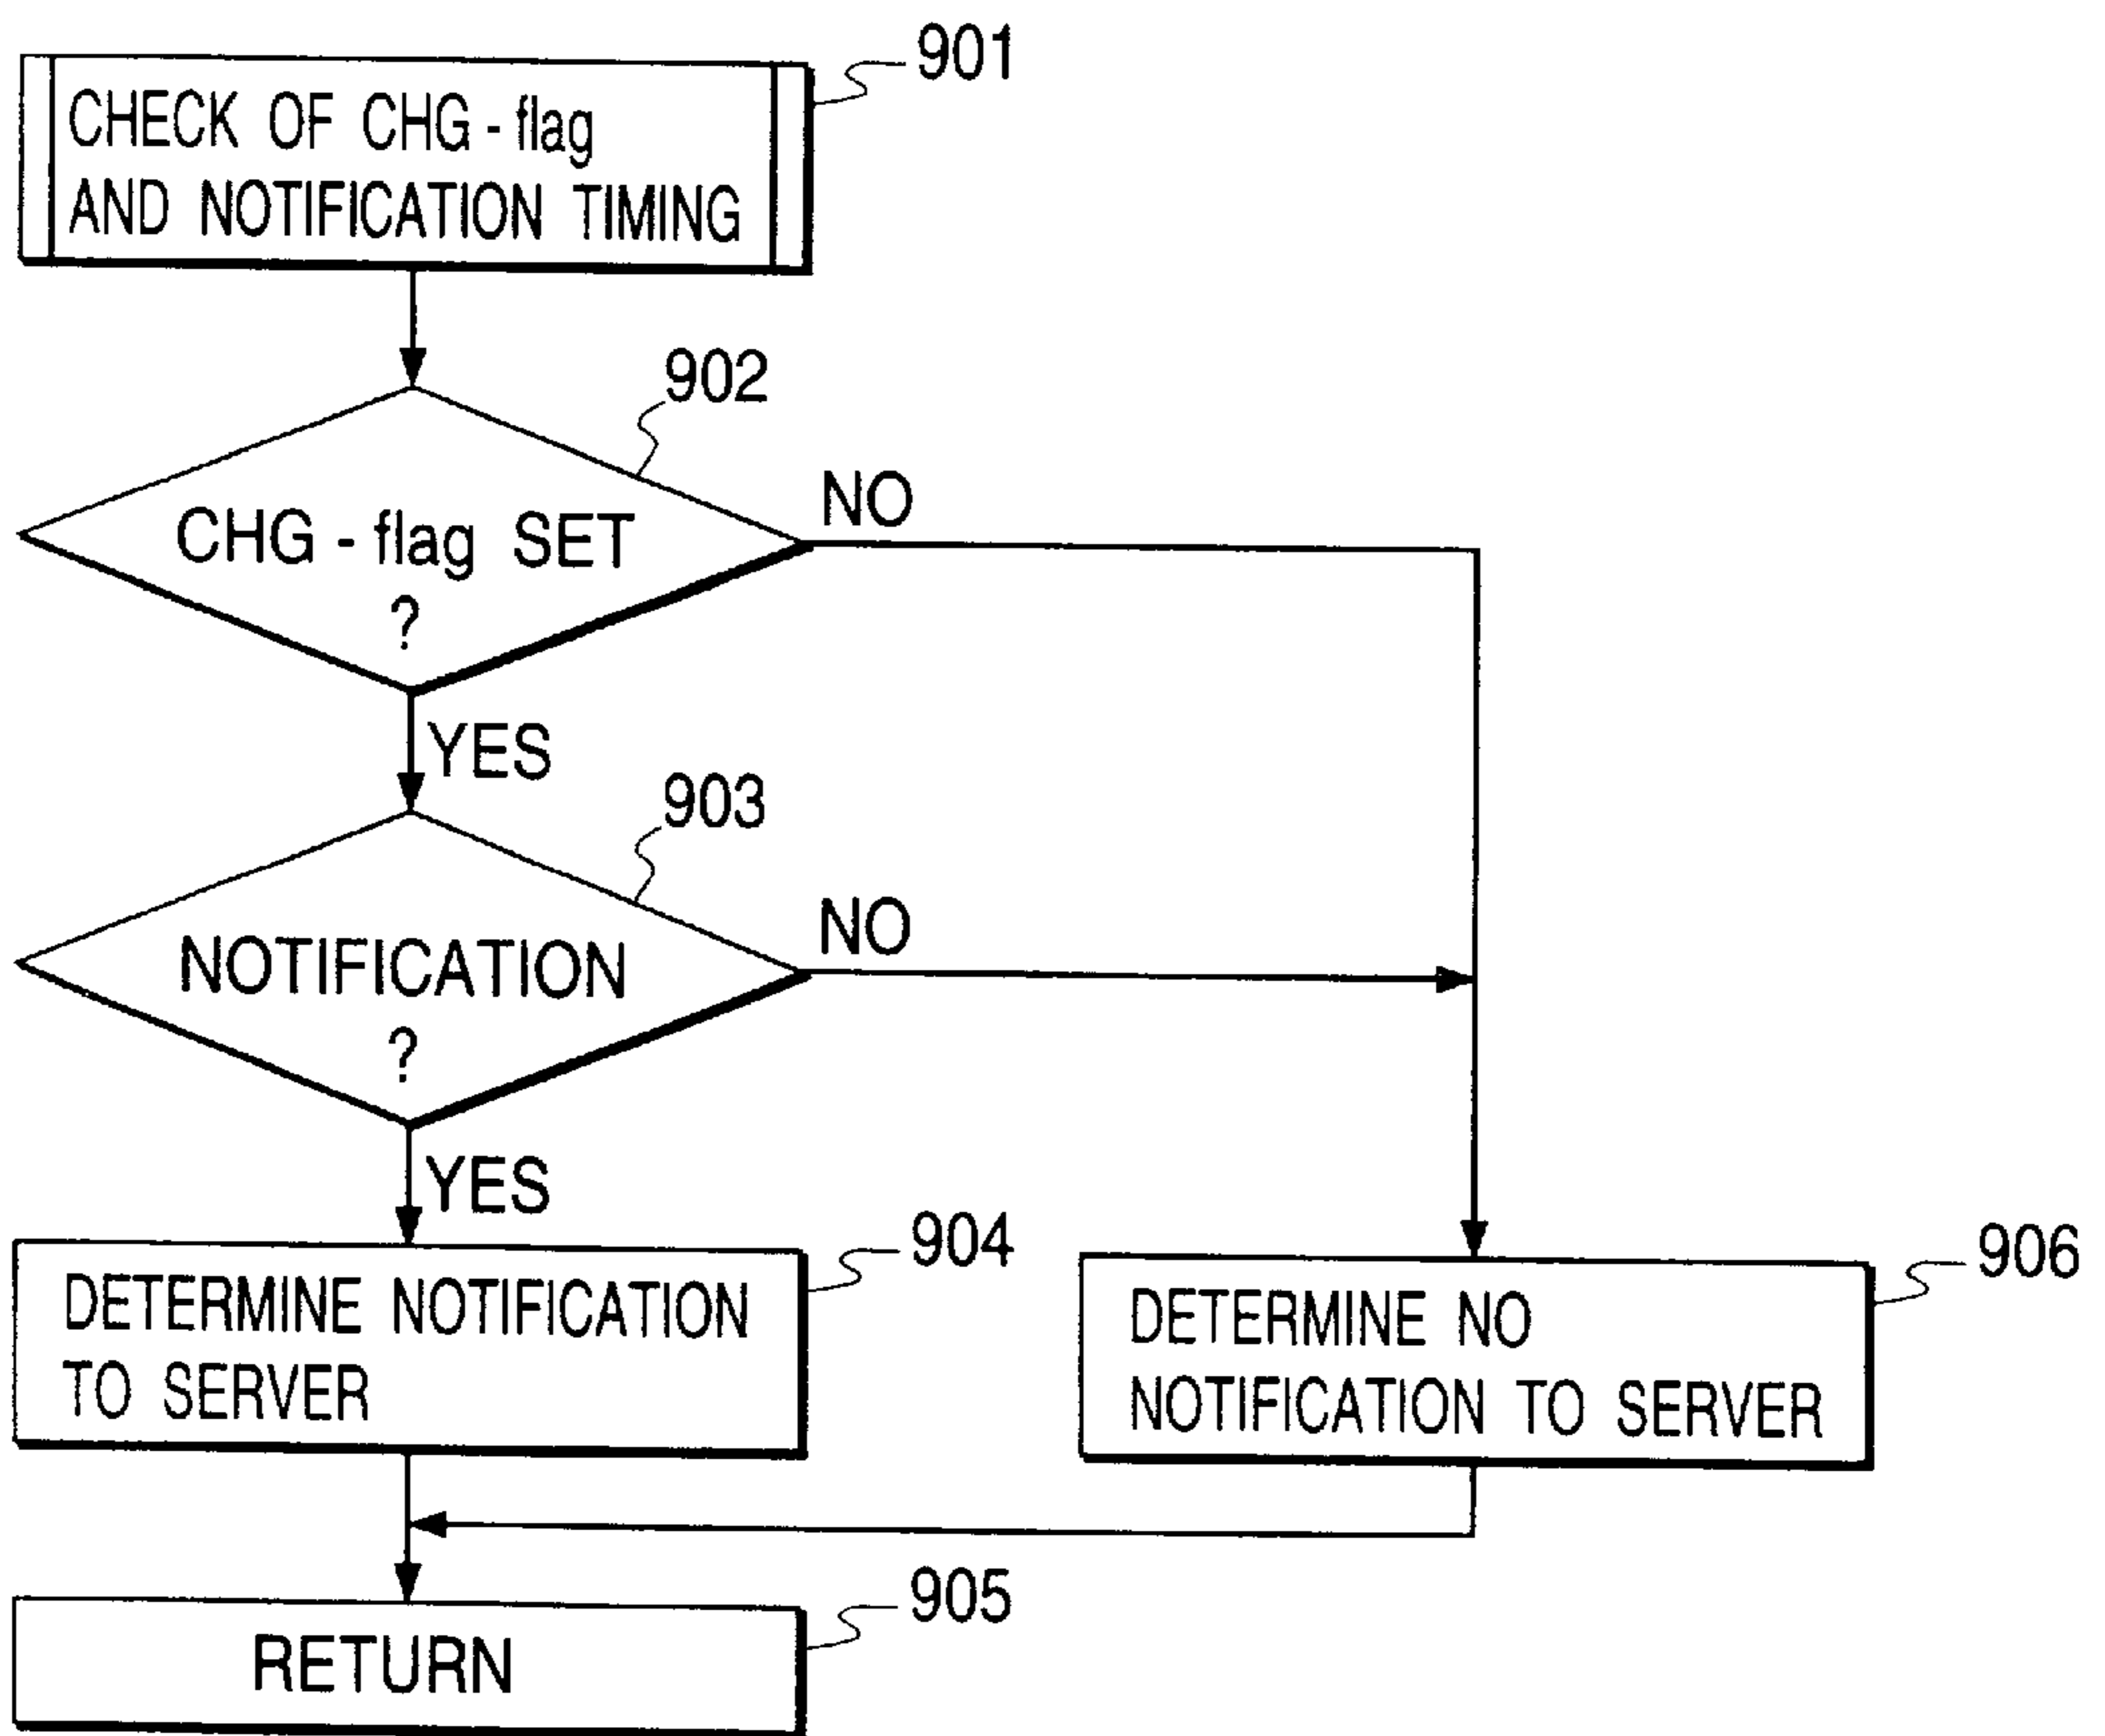 901
CHECK OF CHG - flag
AND NOTIFICATION TIMING
902
CHG - flag SET
?
NO
YES
903
NOTIFICATION
?
NO
YES
904
DETERMINE NOTIFICATION
TO SERVER
906
DETERMINE NO
NOTIFICATION TO SERVER
905
RETURN